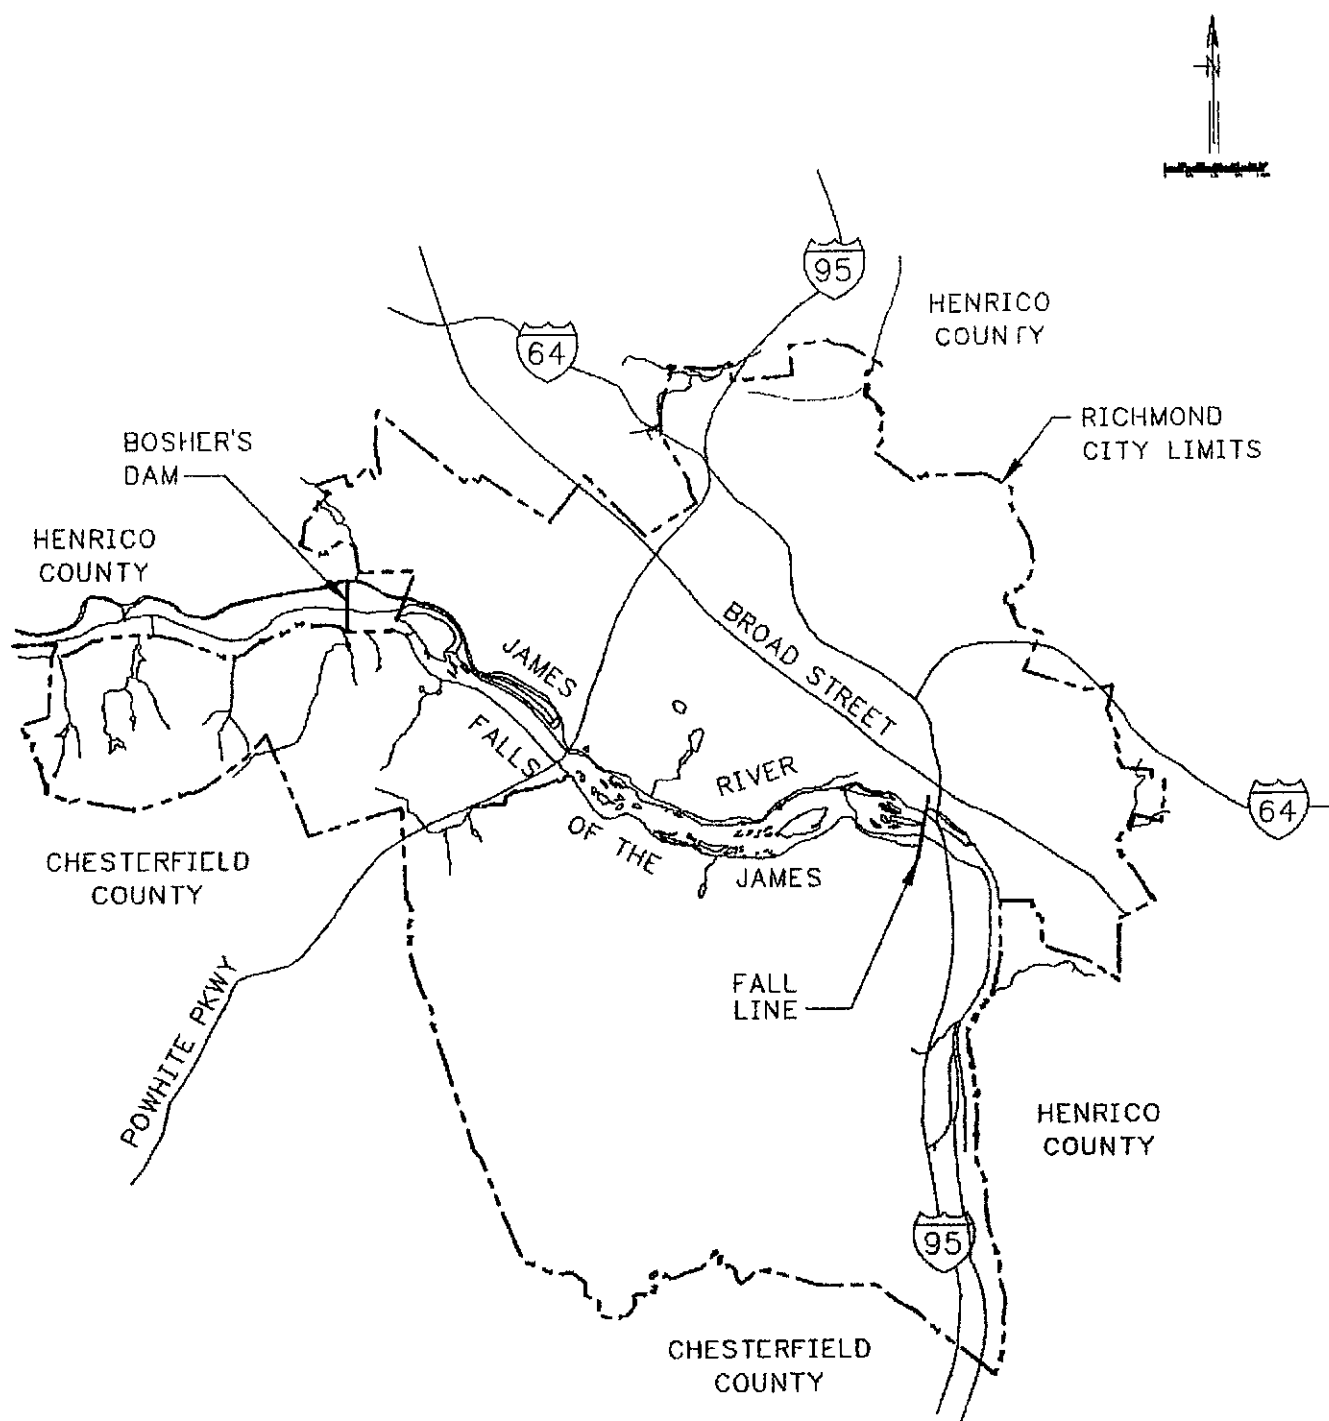 N
95
HENRICO
COUNTY
64
RICHMOND
CITY LIMITS
BOSHER'S
DAM
HENRICO
COUNTY
BROAD STREET
JAMES
RIVER
FALLS
OF THE
JAMES
64
CHESTERFIELD
COUNTY
FALL
LINE
POWHITE PKWY
HENRICO
COUNTY
95
CHESTERFIELD
COUNTY